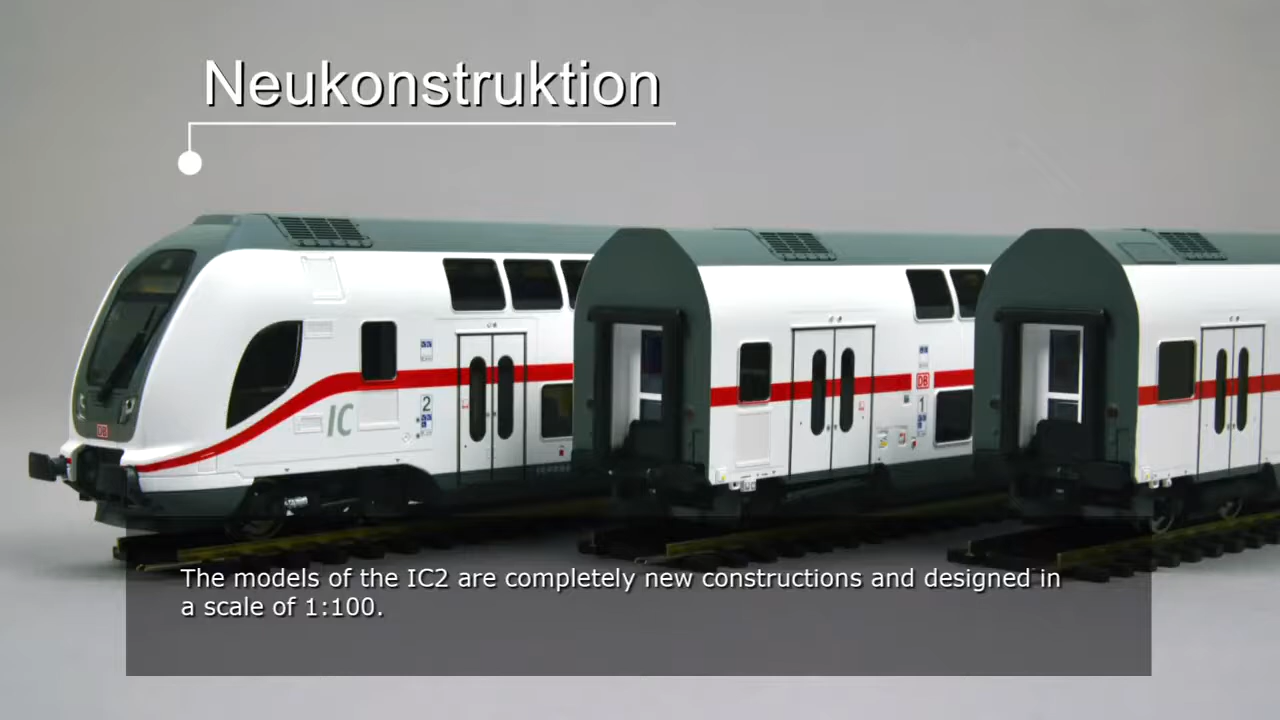 Neukonstruktion
IC
2
DB
1
DB
The models of the IC2 are completely new constructions and designed in
a scale of 1:100.